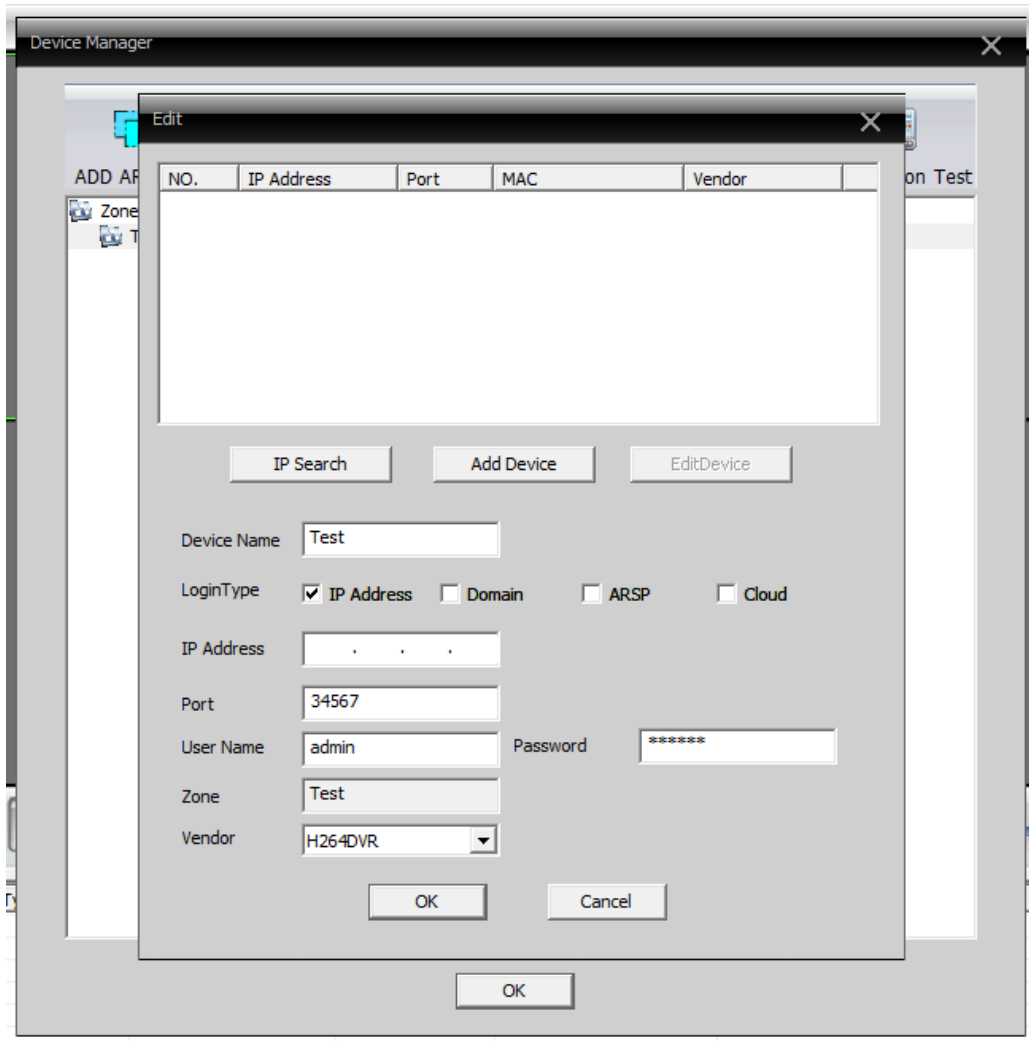 Device Manager
Edit
ADD AR
on Test
NO. IP Address Port MAC Vendor
Zone
T
IP Search Add Device EditDevice
Device Name Test
LoginType IP Address Domain ARSP Cloud
IP Address . . .
Port 34567
User Name admin Password ******
Zone Test
Vendor H264DVR
OK Cancel
OK